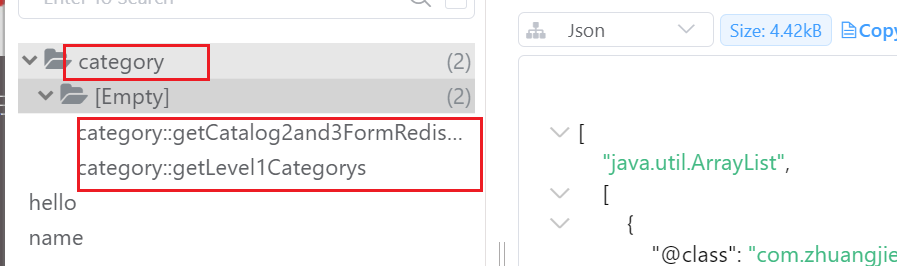 Enter To Search
category (2)
[Empty] (2)
category::getCatalog2and3FormRedis...
category::getLevel1Categorys
hello
name
Json
Size: 4.42kB
Copy
[
"java.util.ArrayList",
[
{
"@class": "com.zhuangjie